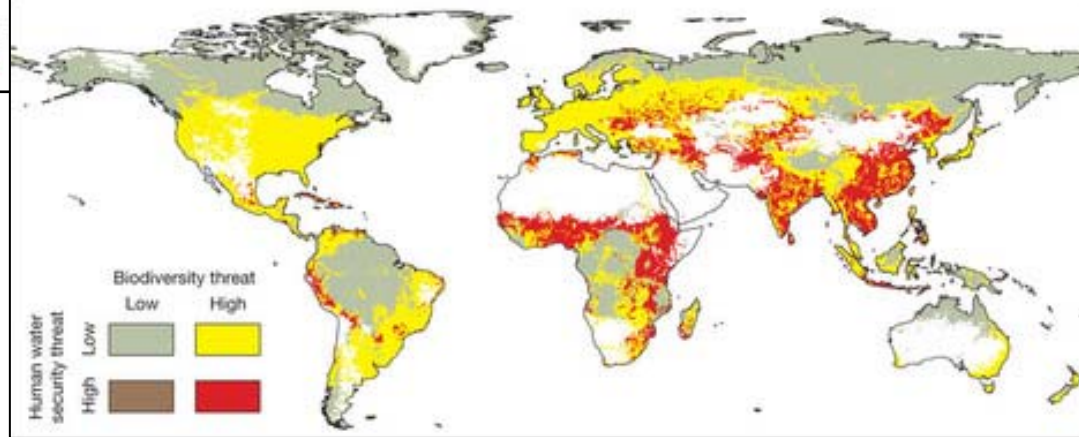 Biodiversity threat
Low High
Human water
security threat
Low
High